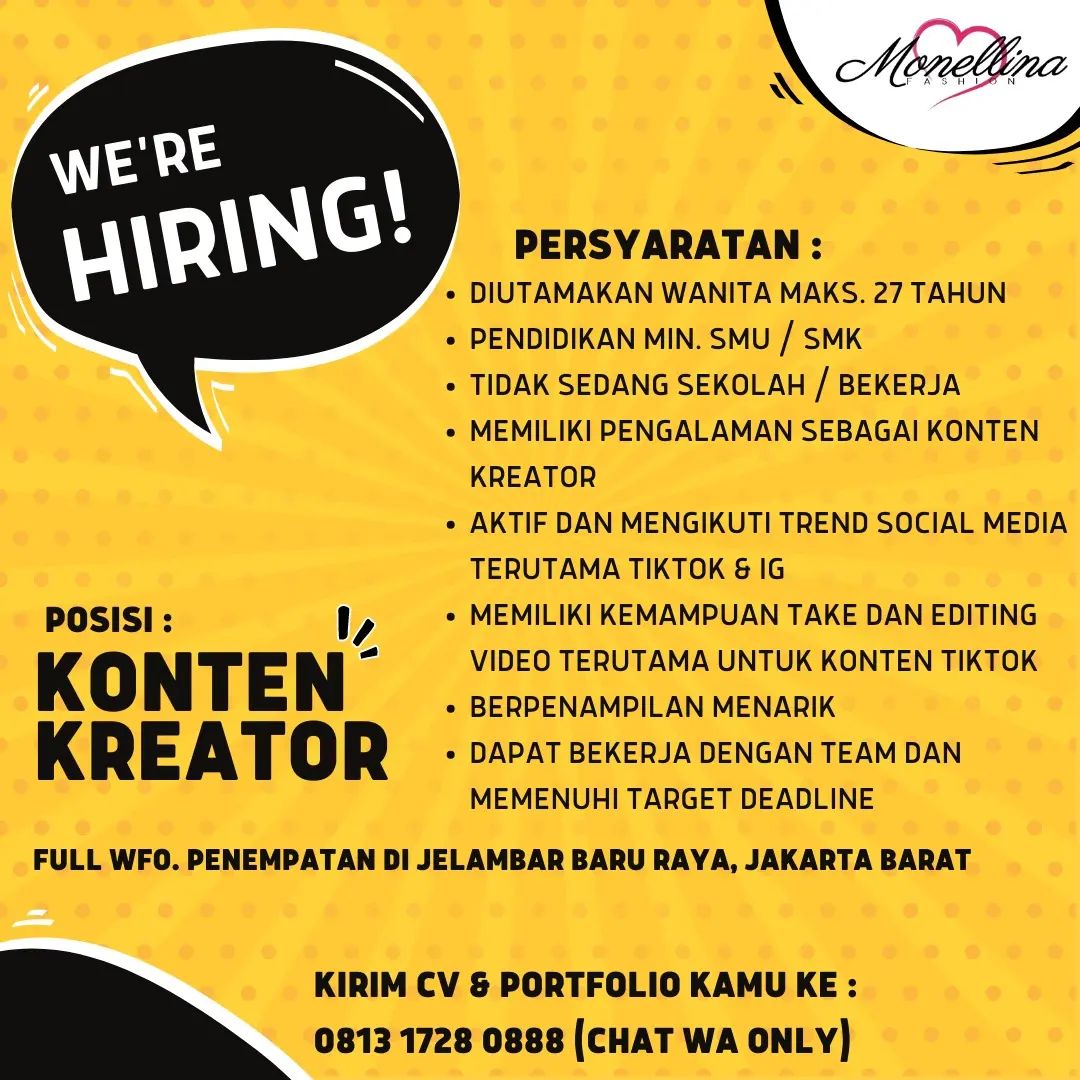 Monellina
FASHION
WE'RE
HIRING!
PERSYARATAN :
• DIUTAMAKAN WANITA MAKS. 27 TAHUN
• PENDIDIKAN MIN. SMU / SMK
• TIDAK SEDANG SEKOLAH / BEKERJA
• MEMILIKI PENGALAMAN SEBAGAI KONTEN
KREATOR
• AKTIF DAN MENGIKUTI TREND SOCIAL MEDIA
TERUTAMA TIKTOK & IG
• MEMILIKI KEMAMPUAN TAKE DAN EDITING
VIDEO TERUTAMA UNTUK KONTEN TIKTOK
• BERPENAMPILAN MENARIK
• DAPAT BEKERJA DENGAN TEAM DAN
MEMENUHI TARGET DEADLINE
POSISI :
KONTEN
KREATOR
FULL WFO. PENEMPATAN DI JELAMBAR BARU RAYA, JAKARTA BARAT
KIRIM CV & PORTFOLIO KAMU KE :
0813 1728 0888 (CHAT WA ONLY)